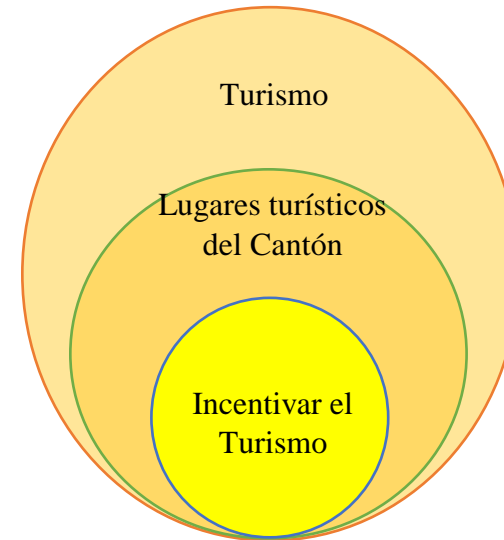 Turismo
Lugares turísticos
del Cantón
Incentivar el
Turismo